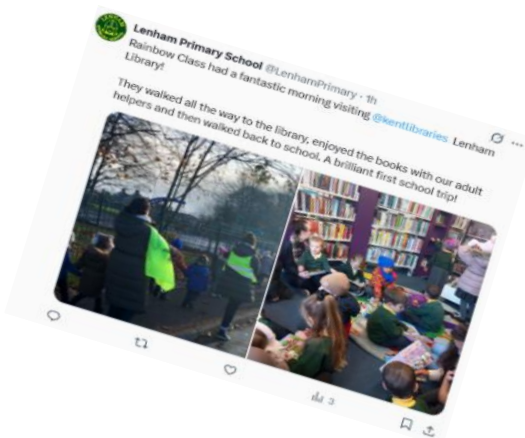 Lenham Primary School @LenhamPrimary · 1h
Rainbow Class had a fantastic morning visiting @kentlibraries Lenham
Library!
They walked all the way to the library, enjoyed the books with our adult
helpers and then walked back to school. A brilliant first school trip!
3